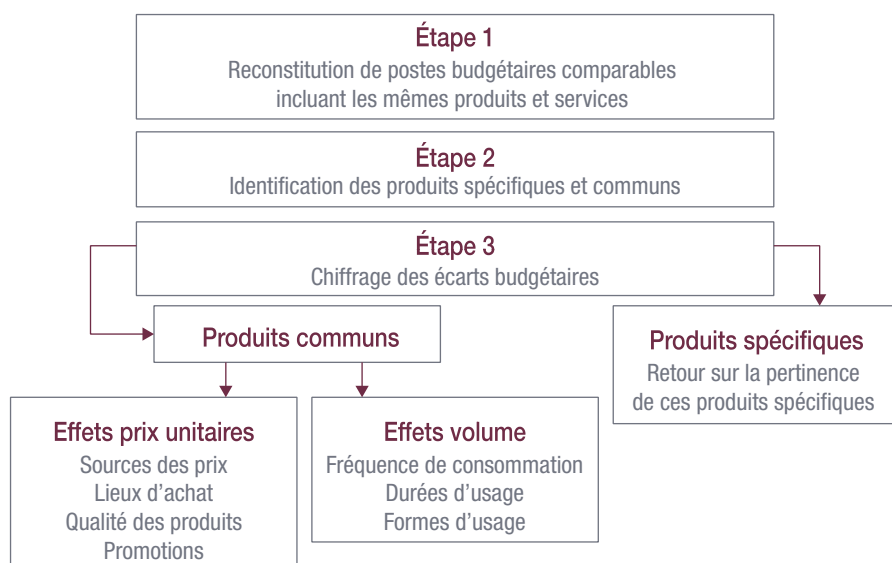 Étape 1
Reconstitution de postes budgétaires comparables
incluant les mêmes produits et services
Étape 2
Identification des produits spécifiques et communs
Étape 3
Chiffrage des écarts budgétaires
Produits communs
Produits spécifiques
Retour sur la pertinence
de ces produits spécifiques
Effets prix unitaires
Sources des prix
Lieux d’achat
Qualité des produits
Promotions
Effets volume
Fréquence de consommation
Durées d’usage
Formes d’usage